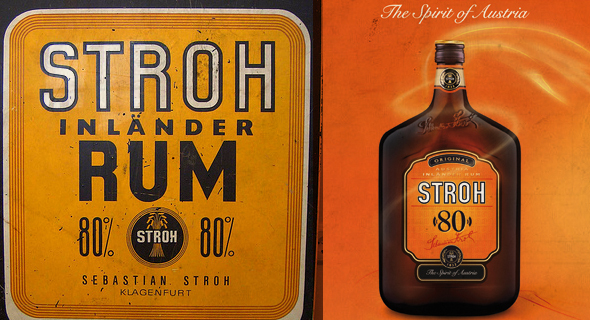 STROH
INLÄNDER
RUM
80% STROH 80%
SEBASTIAN STROH
KLAGENFURT
The Spirit of Austria
ORIGINAL
INLÄNDER RUM
STROH
80
The Spirit of Austria